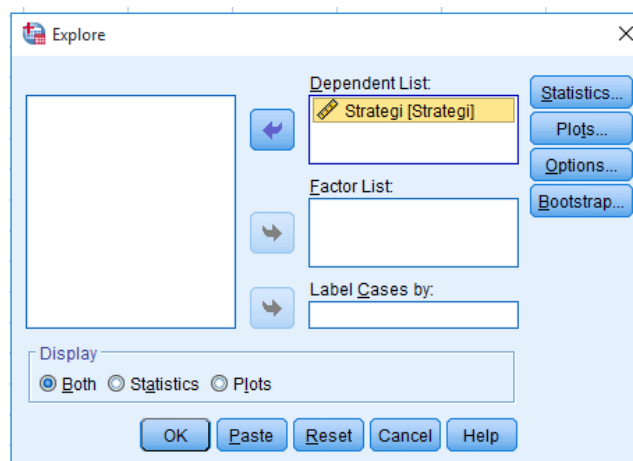 Explore
Dependent List:
Strategi [Strategi]
Statistics...
Plots...
Options...
Bootstrap...
Factor List:
Label Cases by:
Display
Both Statistics Plots
OK Paste Reset Cancel Help